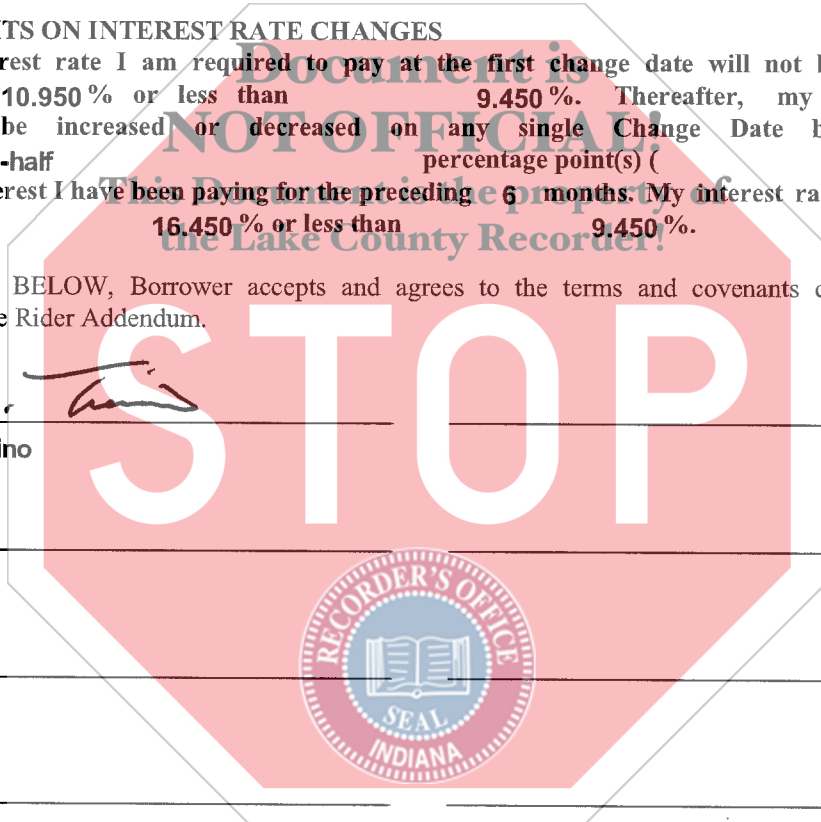 ITS ON INTEREST RATE CHANGES
Document is
rest rate I am required to pay at the first change date will not b
10.950 % or less than 9.450 %. Thereafter, my
NOT OFFICIAL!
be increased or decreased on any single Change Date b
-half percentage point(s) (
This Document is the property of
erest I have been paying for the preceding 6 months. My interest ra
16.450 % or less than 9.450 %.
the Lake County Recorder!
BELOW, Borrower accepts and agrees to the terms and covenants c
e Rider Addendum.
STOP
ino
RECORDER'S OFFICE
SEAL
INDIANA